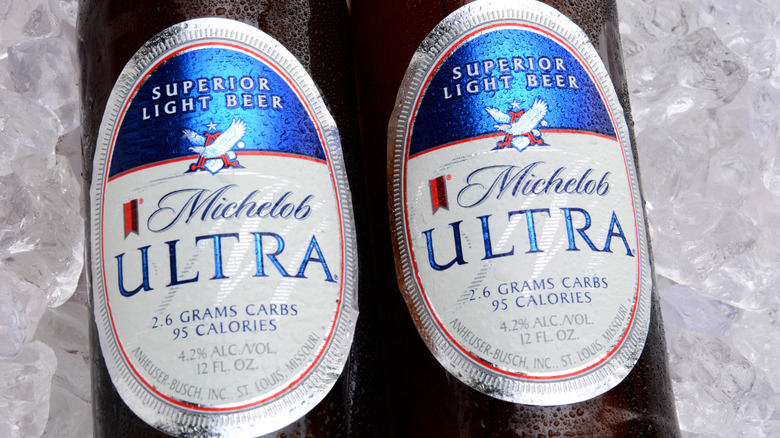 SUPERIOR
LIGHT BEER
Michelob
ULTRA
2.6 GRAMS CARBS
95 CALORIES
4.2% ALC./VOL.
12 FL. OZ.
ANHEUSER-BUSCH, INC., ST. LOUIS, MISSOURI
SUPERIOR
LIGHT BEER
Michelob
ULTRA
2.6 GRAMS CARBS
95 CALORIES
4.2% ALC./VOL.
12 FL. OZ.
ANHEUSER-BUSCH, INC., ST. LOUIS, MISSOURI